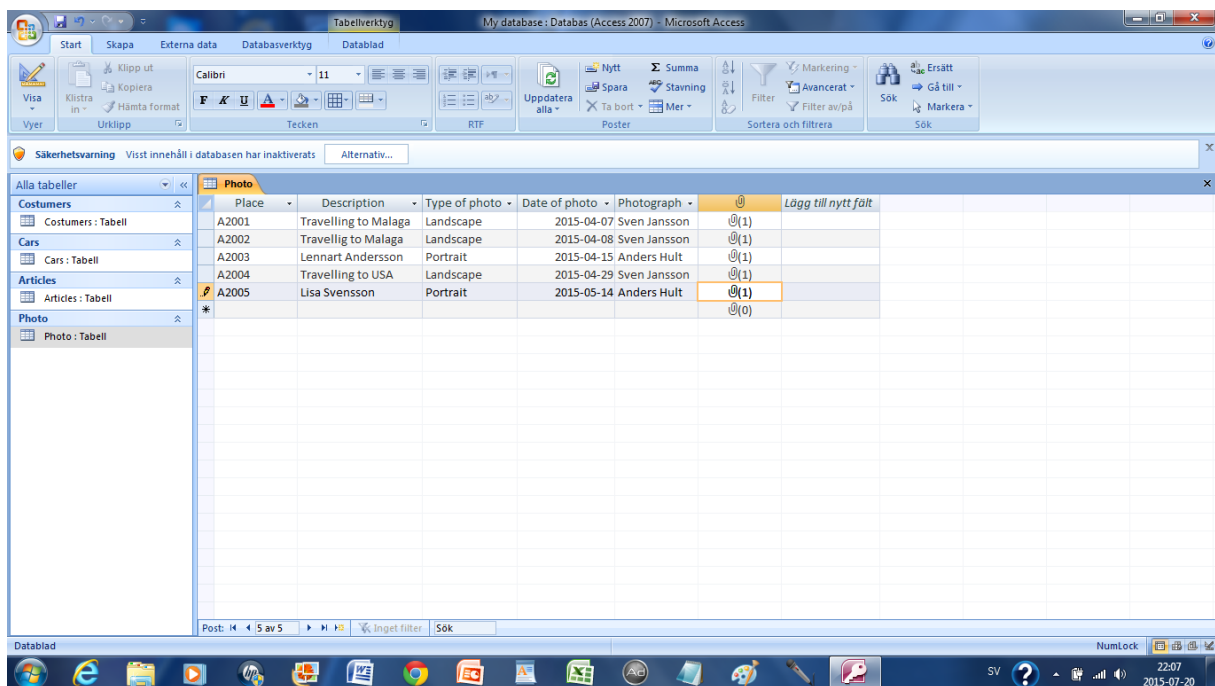 Tabellverktyg My database : Databas (Access 2007) - Microsoft Access
Start Skapa Externa data Databasverktyg Datablad
Visa
Klistra in
Klipp ut
Kopiera
Hämta format
Calibri 11
F K U A
ab
Uppdatera alla
Nytt
Spara
Ta bort
Σ Summa
ABC Stavning
Mer
Filter
Markering
Avancerat
Filter av/på
Sök
Ersätt
Gå till
Markera
Vyer Urklipp Tecken RTF Poster Sortera och filtrera Sök
Säkerhetsvarning Visst innehåll i databasen har inaktiverats Alternativ...
Alla tabeller
Costumers
Costumers : Tabell
Cars
Cars : Tabell
Articles
Articles : Tabell
Photo
Photo : Tabell
Photo
Place Description Type of photo Date of photo Photograph Lägg till nytt fält
A2001 Travelling to Malaga Landscape 2015-04-07 Sven Jansson (1)
A2002 Travellig to Malaga Landscape 2015-04-08 Sven Jansson (1)
A2003 Lennart Andersson Portrait 2015-04-15 Anders Hult (1)
A2004 Travelling to USA Landscape 2015-04-29 Sven Jansson (1)
A2005 Lisa Svensson Portrait 2015-05-14 Anders Hult (1)
(0)
Post: 5 av 5 Inget filter Sök
Datablad NumLock
SV 22:07
2015-07-20